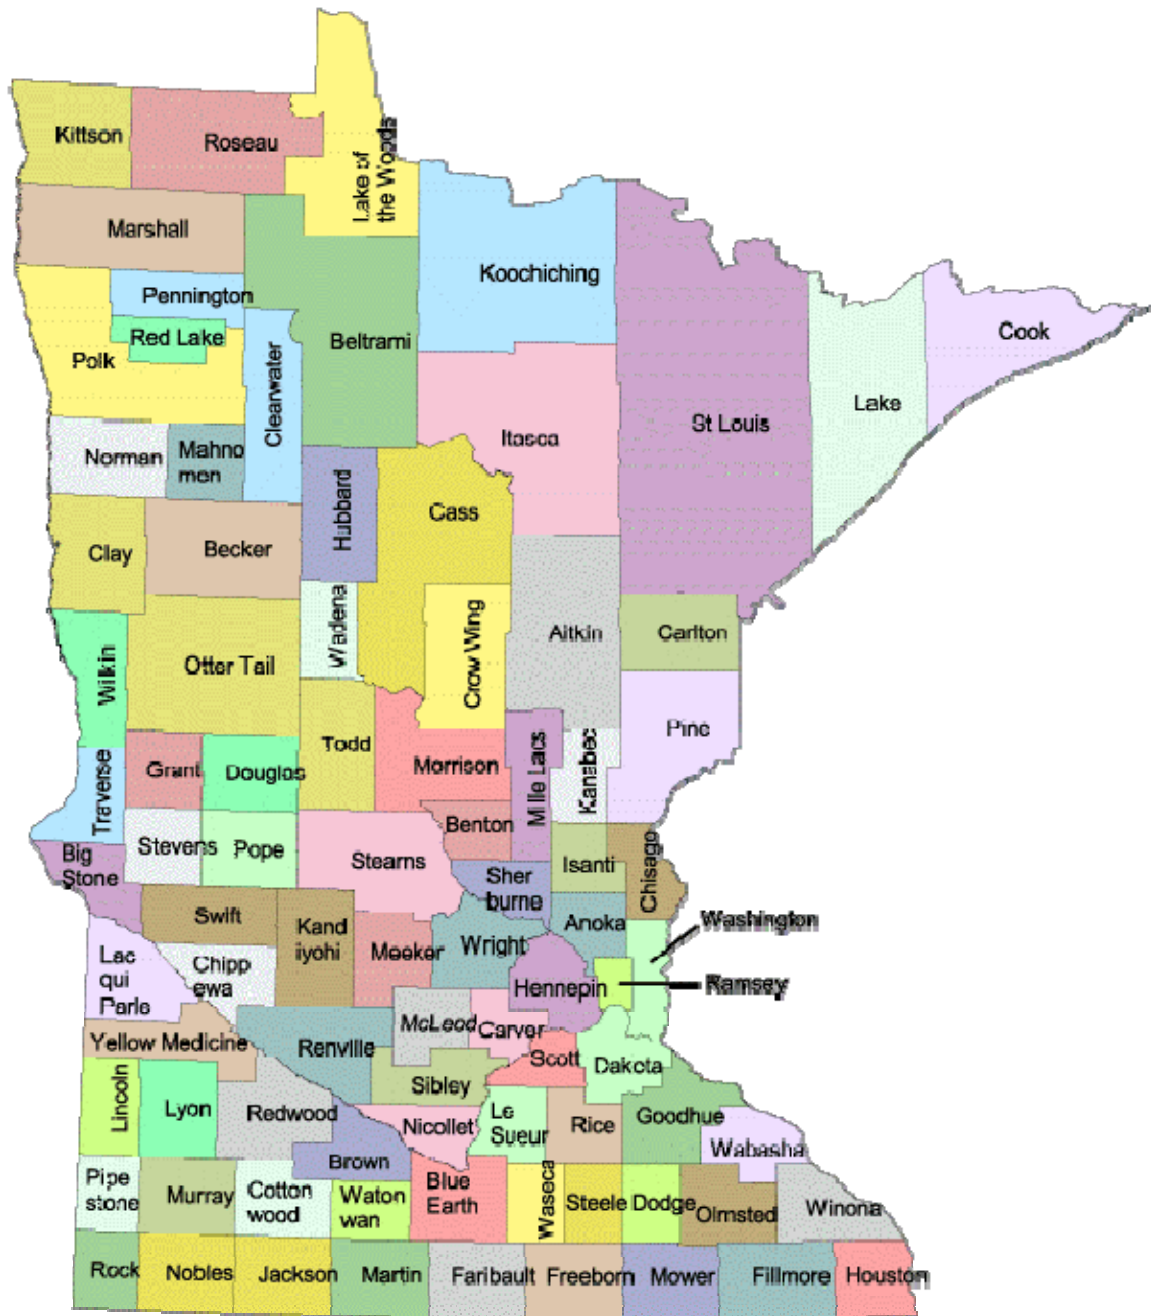 Kittson
Roseau
Lake of
the Woods
Marshall
Koochiching
Pennington
Red Lake
Beltrami
Polk
Clearwater
Cook
Lake
St Louis
Itasca
Norman
Mahno
men
Hubbard
Cass
Clay
Becker
Wadena
Crow Wing
Aitkin
Carlton
Wilkin
Otter Tail
Pine
Todd
Traverse
Grant
Douglas
Morrison
Mille Lacs
Kanabec
Benton
Big
Stone
Stevens
Pope
Stearns
Isanti
Chisago
Sher
burne
Swift
Kand
iyohi
Anoka
Washington
Meeker
Wright
Lac
qui
Parle
Chipp
ewa
Hennepin
Ramsey
McLeod
Carver
Yellow Medicine
Renville
Scott
Dakota
Sibley
Lincoln
Lyon
Redwood
Nicollet
Le
Sueur
Rice
Goodhue
Wabasha
Brown
Pipe
stone
Murray
Cotton
wood
Waton
wan
Blue
Earth
Waseca
Steele
Dodge
Olmsted
Winona
Rock
Nobles
Jackson
Martin
Faribault
Freeborn
Mower
Fillmore
Houston